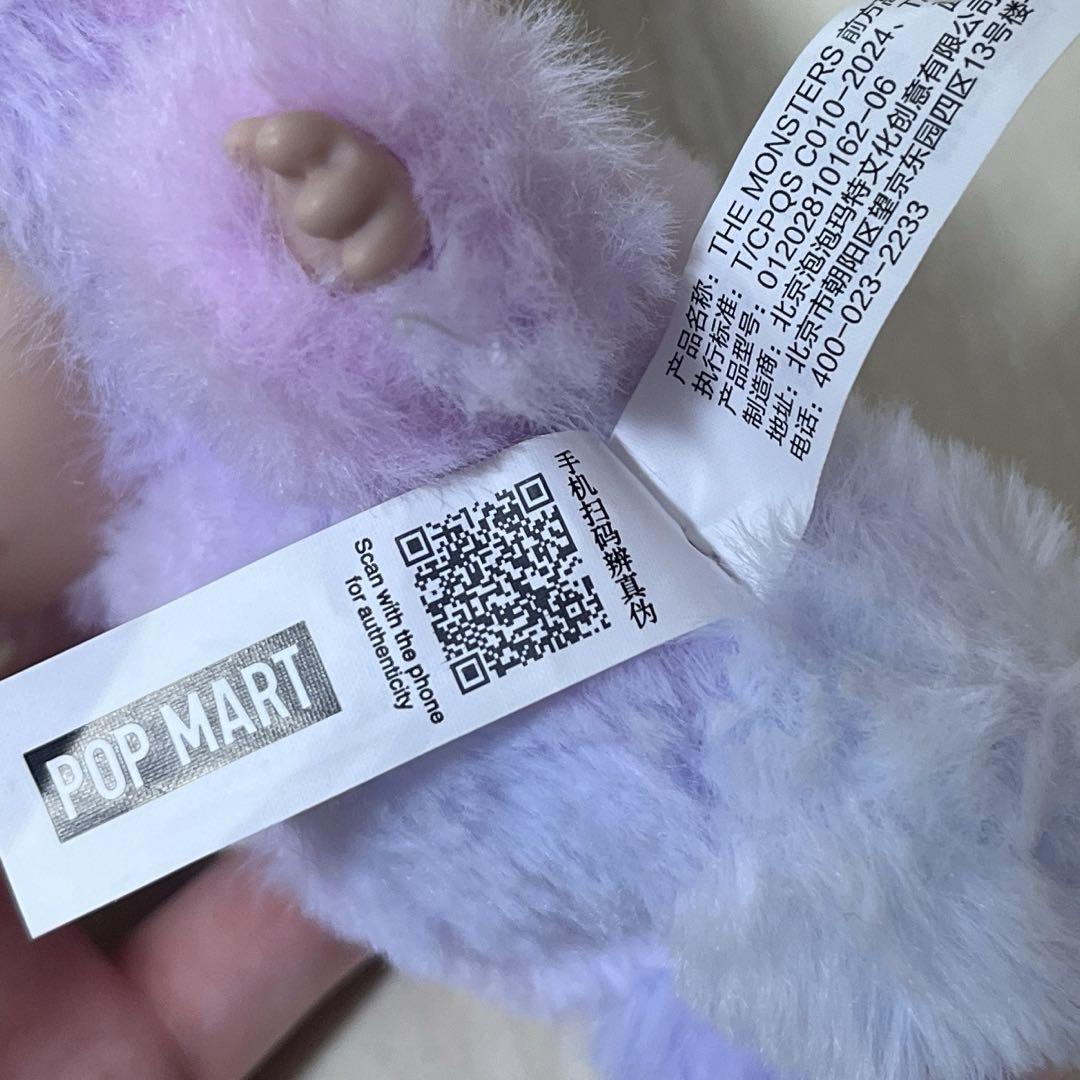 产品名称: THE MONSTERS 前方
执行标准: T/CPQS C010-2024、
产品型号: 01202810162-06
制造商: 北京泡泡玛特文化创意有限公司
地址: 北京市朝阳区望京东园四区13号楼
电话: 400-023-2233
手机扫码辨真伪
Scan with the phone
for authenticity
POP MART